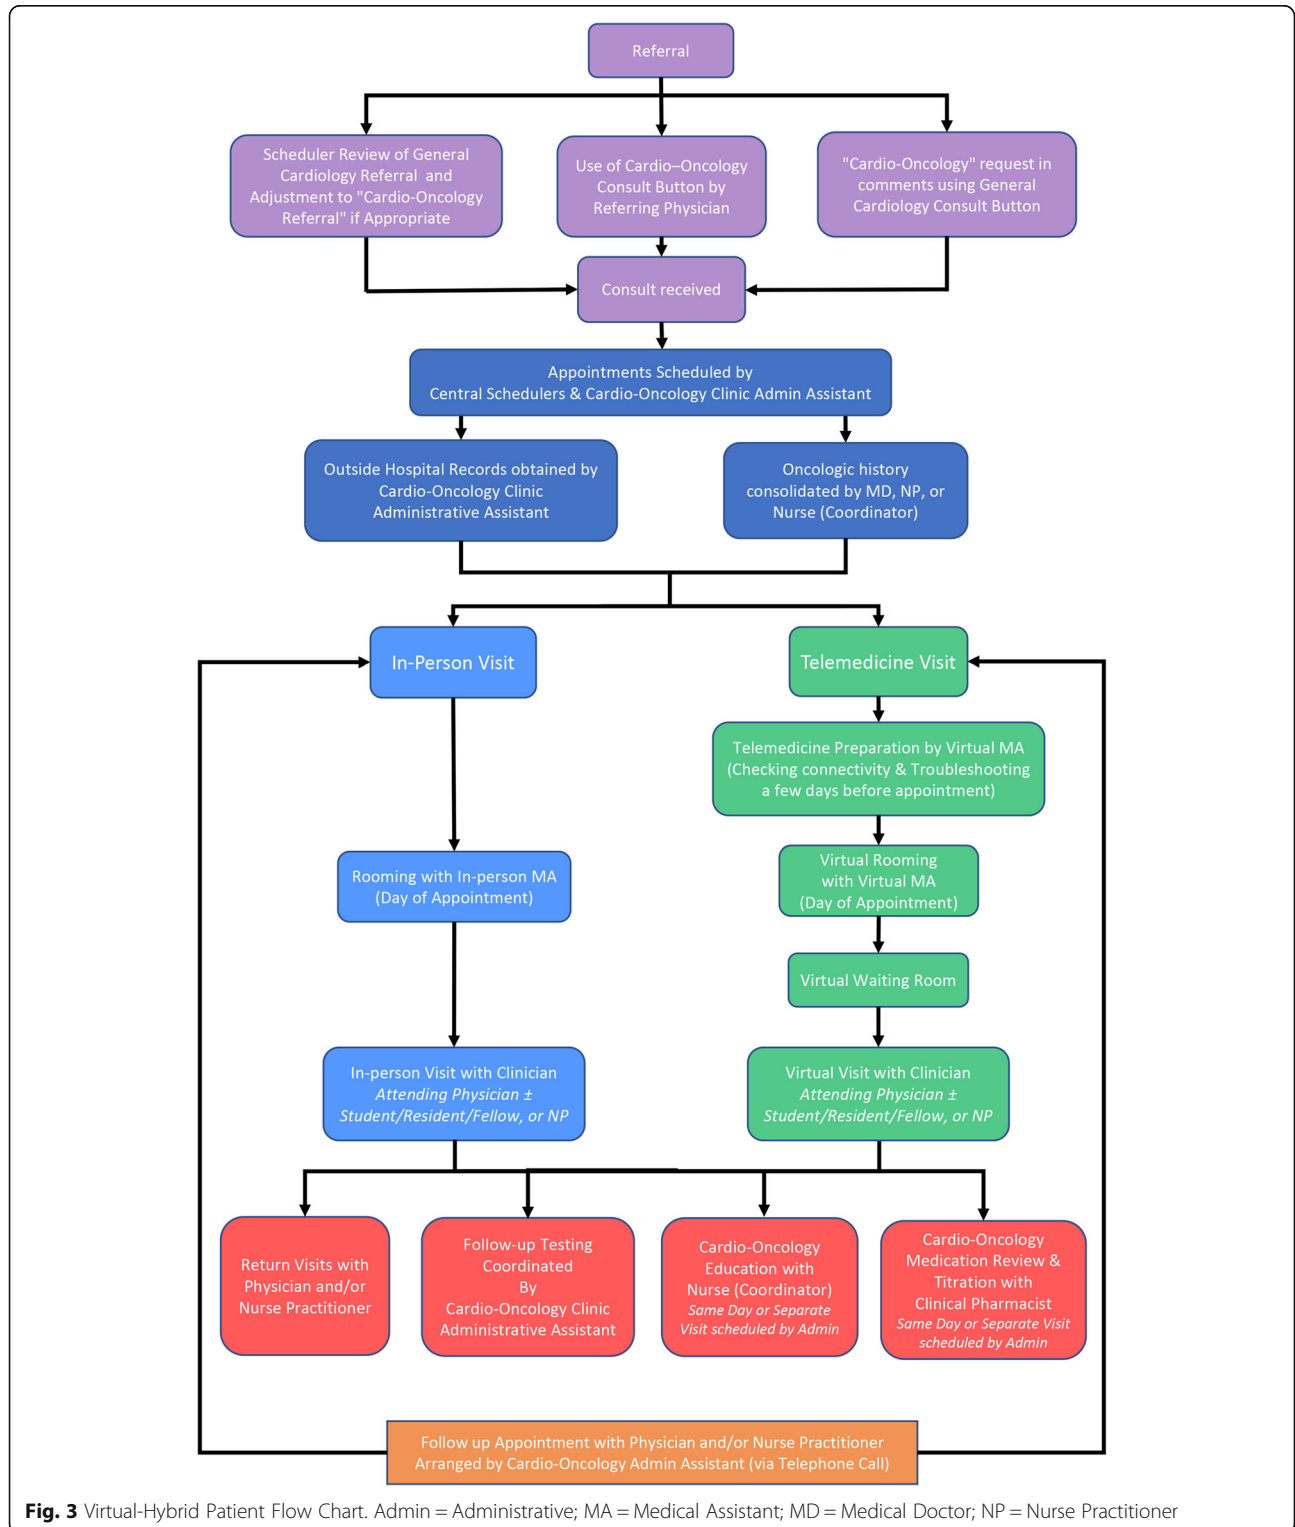 Referral
Scheduler Review of General
Cardiology Referral and
Adjustment to "Cardio-Oncology
Referral" if Appropriate
Use of Cardio–Oncology
Consult Button by
Referring Physician
"Cardio-Oncology" request in
comments using General
Cardiology Consult Button
Consult received
Appointments Scheduled by
Central Schedulers & Cardio-Oncology Clinic Admin Assistant
Outside Hospital Records obtained by
Cardio-Oncology Clinic
Administrative Assistant
Oncologic history
consolidated by MD, NP, or
Nurse (Coordinator)
In-Person Visit
Telemedicine Visit
Telemedicine Preparation by Virtual MA
(Checking connectivity & Troubleshooting
a few days before appointment)
Rooming with In-person MA
(Day of Appointment)
Virtual Rooming
with Virtual MA
(Day of Appointment)
Virtual Waiting Room
In-person Visit with Clinician
Attending Physician ±
Student/Resident/Fellow, or NP
Virtual Visit with Clinician
Attending Physician ±
Student/Resident/Fellow, or NP
Return Visits with
Physician and/or
Nurse Practitioner
Follow-up Testing
Coordinated
By
Cardio-Oncology Clinic
Administrative Assistant
Cardio-Oncology
Education with
Nurse (Coordinator)
Same Day or Separate
Visit scheduled by Admin
Cardio-Oncology
Medication Review &
Titration with
Clinical Pharmacist
Same Day or Separate Visit
scheduled by Admin
Follow up Appointment with Physician and/or Nurse Practitioner
Arranged by Cardio-Oncology Admin Assistant (via Telephone Call)
Fig. 3 Virtual-Hybrid Patient Flow Chart. Admin = Administrative; MA = Medical Assistant; MD = Medical Doctor; NP = Nurse Practitioner